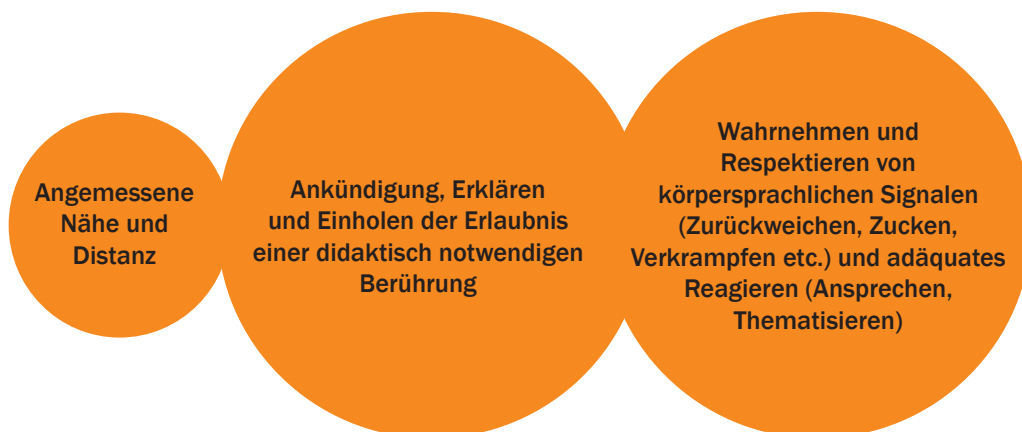 Angemessene
Nähe und
Distanz
Ankündigung, Erklären
und Einholen der Erlaubnis
einer didaktisch notwendigen
Berührung
Wahrnehmen und
Respektieren von
körpersprachlichen Signalen
(Zurückweichen, Zucken,
Verkrampfen etc.) und adäquates
Reagieren (Ansprechen,
Thematisieren)